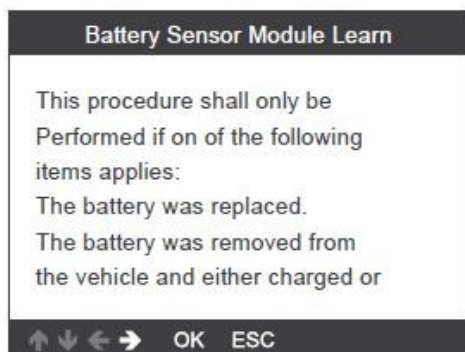 Battery Sensor Module Learn
This procedure shall only be
Performed if on of the following
items applies:
The battery was replaced.
The battery was removed from
the vehicle and either charged or
OK ESC